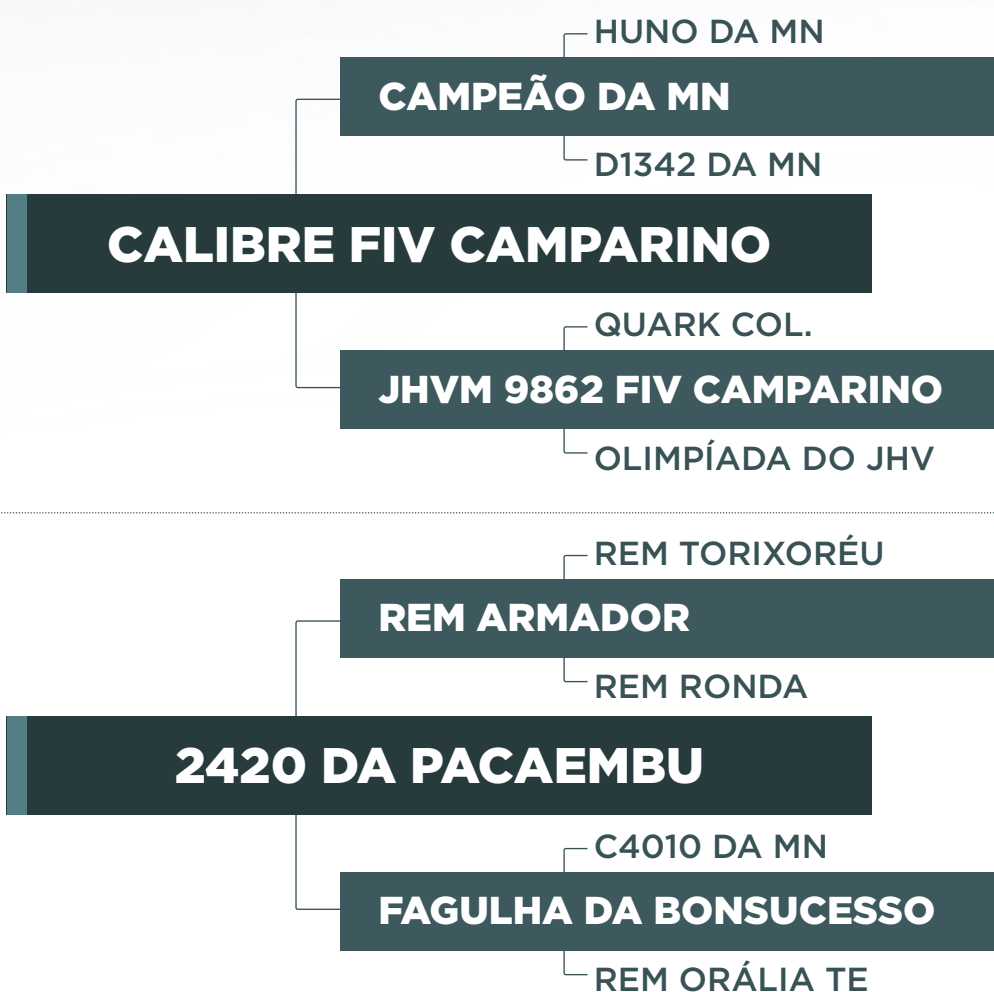 HUNO DA MN
CAMPEÃO DA MN
D1342 DA MN
CALIBRE FIV CAMPARINO
QUARK COL.
JHVM 9862 FIV CAMPARINO
OLIMPÍADA DO JHV
REM TORIXORÉU
REM ARMADOR
REM RONDA
2420 DA PACAEMBU
C4010 DA MN
FAGULHA DA BONSUCESSO
REM ORÁLIA TE